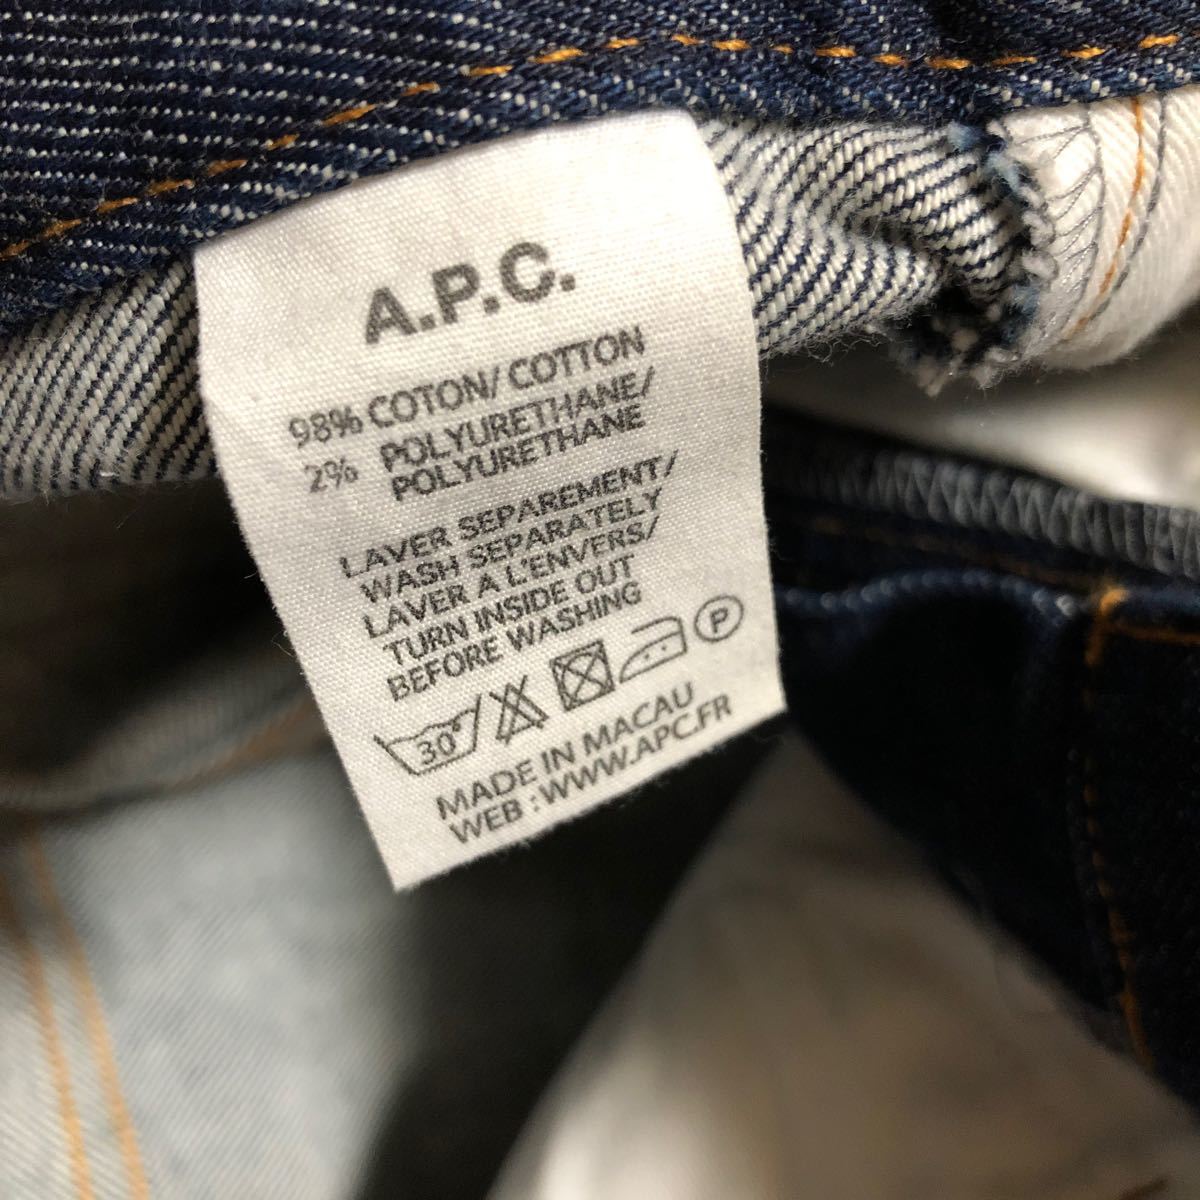 A.P.C.
98% COTON/ COTTON
2% POLYURETHANE/
POLYURETHANE
LAVER SEPAREMENT/
WASH SEPARATELY
LAVER A L'ENVERS/
TURN INSIDE OUT
BEFORE WASHING
30° P
MADE IN MACAU
WEB : WWW.APC.FR